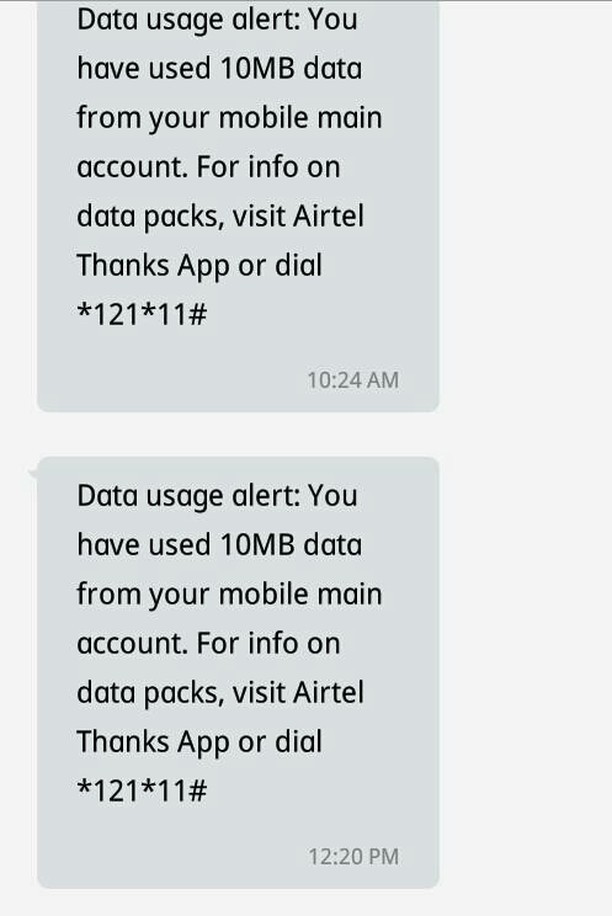 Data usage alert: You
have used 10MB data
from your mobile main
account. For info on
data packs, visit Airtel
Thanks App or dial
*121*11#
10:24 AM
Data usage alert: You
have used 10MB data
from your mobile main
account. For info on
data packs, visit Airtel
Thanks App or dial
*121*11#
12:20 PM